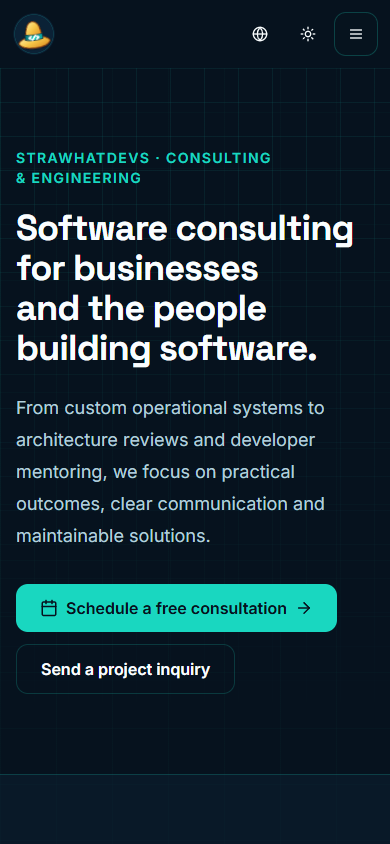 STRAWHATDEVS · CONSULTING
& ENGINEERING
Software consulting
for businesses
and the people
building software.
From custom operational systems to
architecture reviews and developer
mentoring, we focus on practical
outcomes, clear communication and
maintainable solutions.
Schedule a free consultation
Send a project inquiry